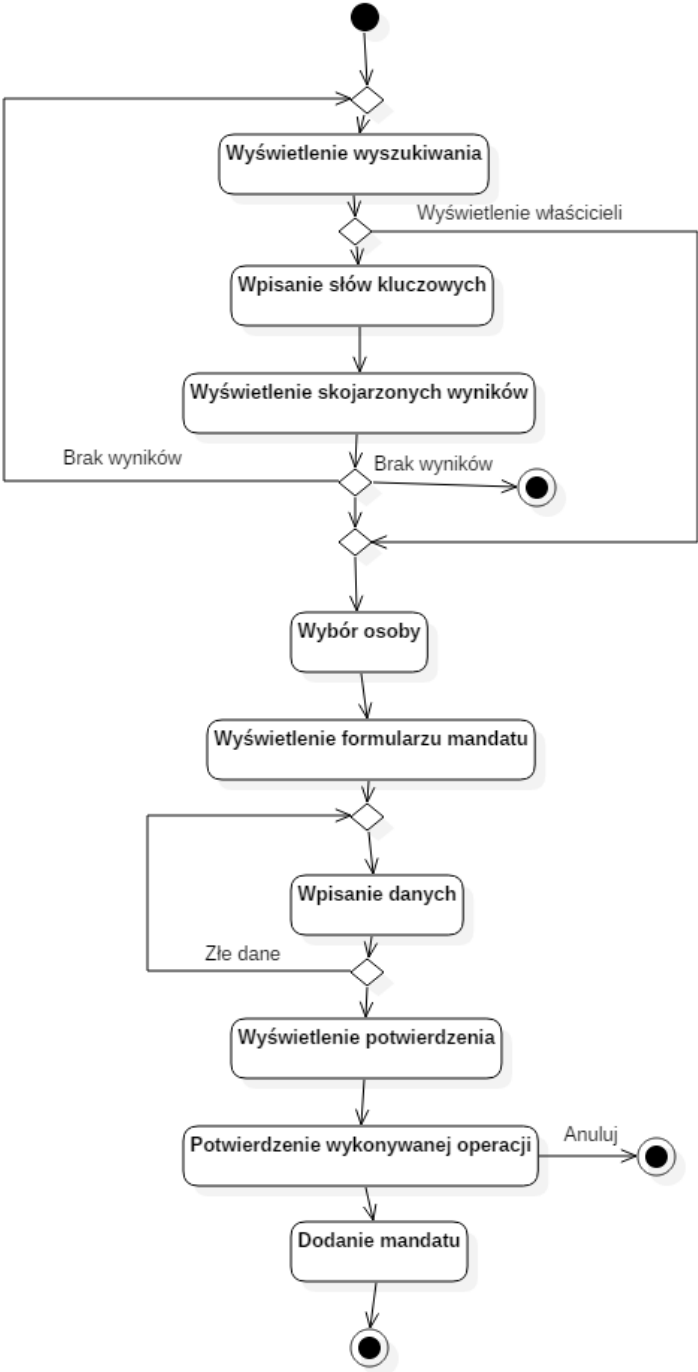 Wyświetlenie wyszukiwania
Wyświetlenie właścicieli
Wpisanie słów kluczowych
Wyświetlenie skojarzonych wyników
Brak wyników
Brak wyników
Wybór osoby
Wyświetlenie formularzu mandatu
Wpisanie danych
Złe dane
Wyświetlenie potwierdzenia
Potwierdzenie wykonywanej operacji
Anuluj
Dodanie mandatu